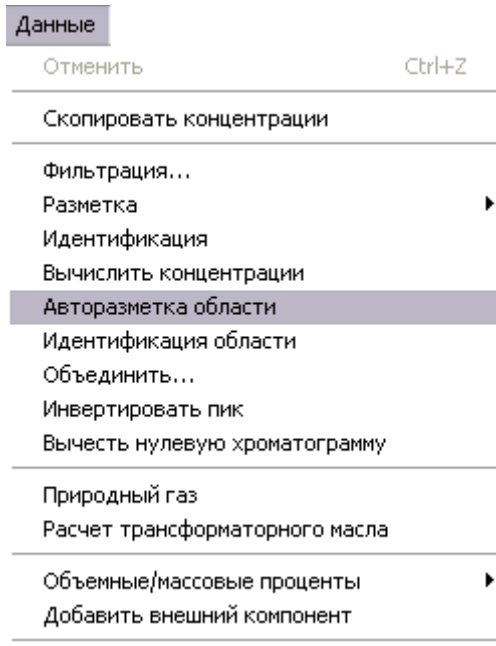 Данные
Отменить Ctrl+Z
Скопировать концентрации
Фильтрация...
Разметка
Идентификация
Вычислить концентрации
Авторазметка области
Идентификация области
Объединить...
Инвертировать пик
Вычесть нулевую хроматограмму
Природный газ
Расчет трансформаторного масла
Объемные/массовые проценты
Добавить внешний компонент